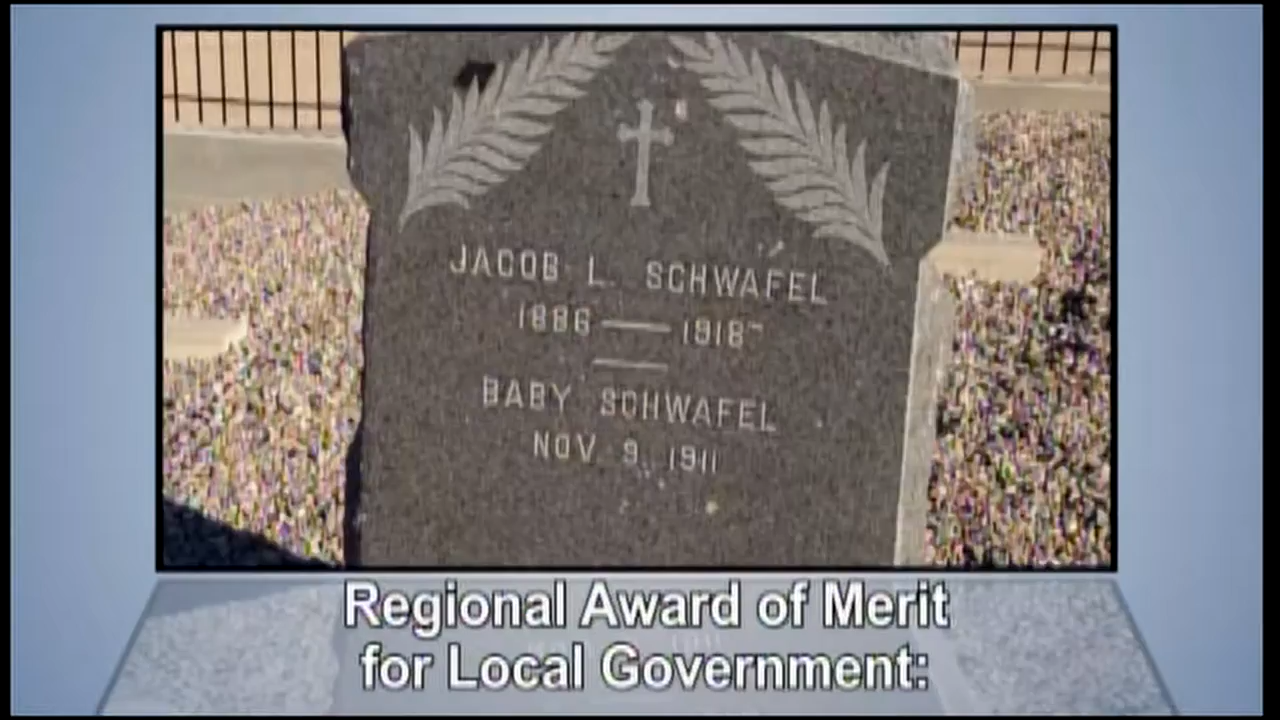 JACOB L. SCHWAFEL
1886 — 1918
BABY SCHWAFEL
NOV 9, 1911
Regional Award of Merit
for Local Government: